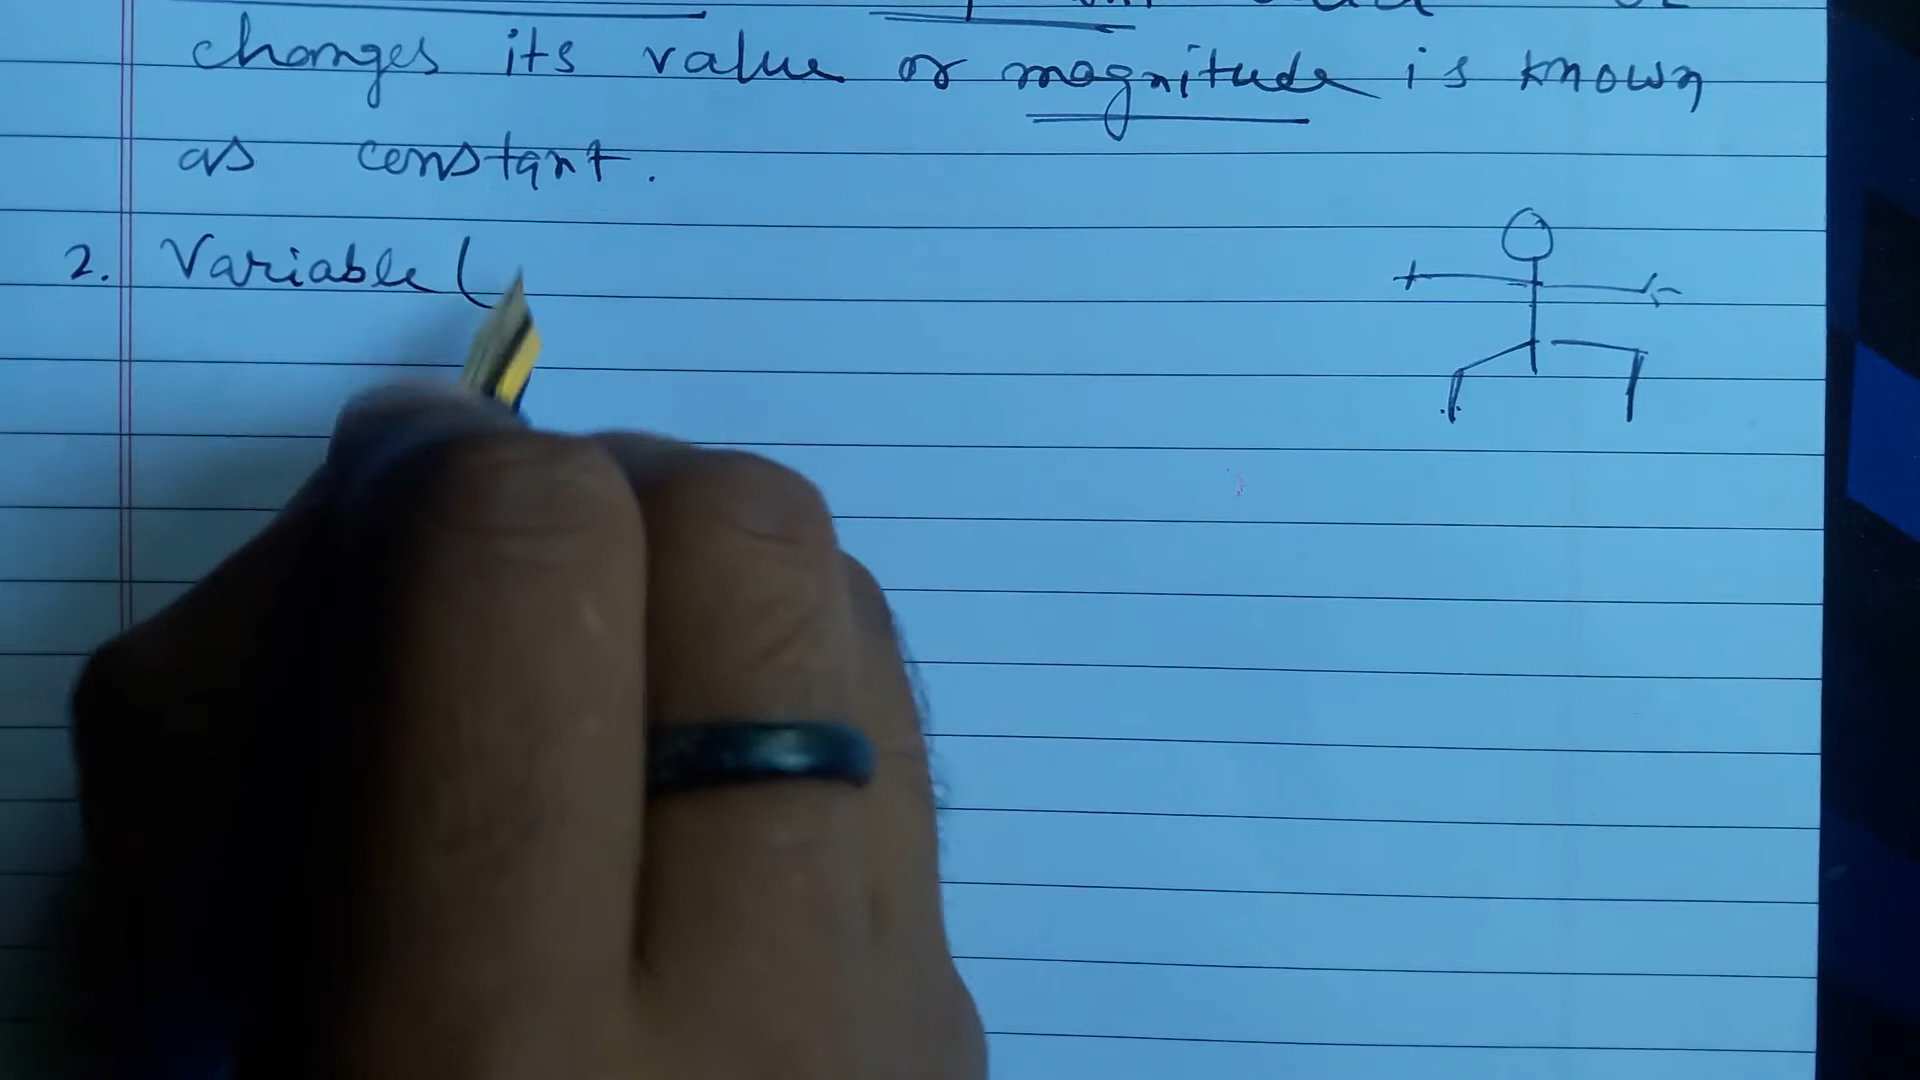 changes its value or magnitude is known
as constant.
2. Variable (